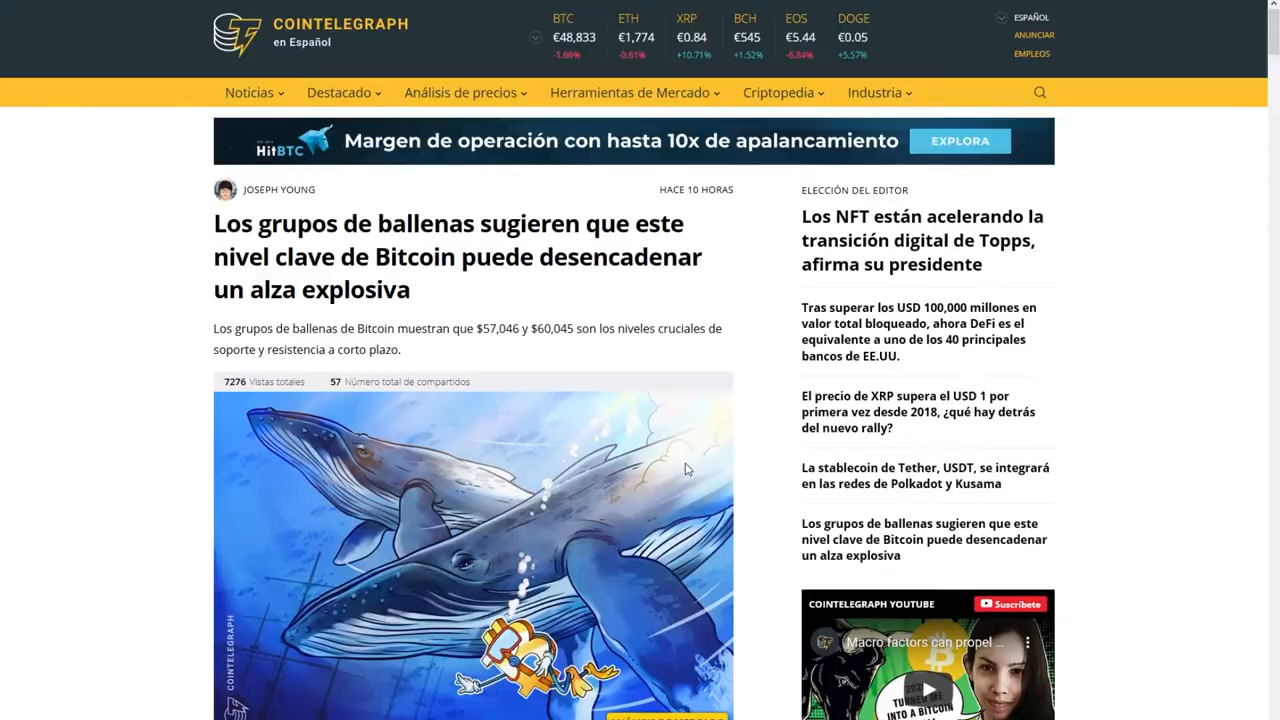 COINTELEGRAPH
en Español
BTC ETH XRP BCH EOS DOGE
€48,833 €1,774 €0.84 €545 €5.44 €0.05
-1.66% -0.61% +10.71% +1.52% -6.84% +5.57%
ESPAÑOL
ANUNCIAR
EMPLEOS
Noticias Destacado Análisis de precios Herramientas de Mercado Criptopedia Industria
HitBTC Margen de operación con hasta 10x de apalancamiento EXPLORA
JOSEPH YOUNG HACE 10 HORAS
Los grupos de ballenas sugieren que este
nivel clave de Bitcoin puede desencadenar
un alza explosiva
Los grupos de ballenas de Bitcoin muestran que $57,046 y $60,045 son los niveles cruciales de
soporte y resistencia a corto plazo.
7276 Vistas totales 57 Número total de compartidos
COINTELEGRAPH
ELECCIÓN DEL EDITOR
Los NFT están acelerando la
transición digital de Topps,
afirma su presidente
Tras superar los USD 100,000 millones en
valor total bloqueado, ahora DeFi es el
equivalente a uno de los 40 principales
bancos de EE.UU.
El precio de XRP supera el USD 1 por
primera vez desde 2018, ¿qué hay detrás
del nuevo rally?
La stablecoin de Tether, USDT, se integrará
en las redes de Polkadot y Kusama
Los grupos de ballenas sugieren que este
nivel clave de Bitcoin puede desencadenar
un alza explosiva
COINTELEGRAPH YOUTUBE Suscríbete
Macro factors can propel ...
TURNED ME
INTO A BITCOIN